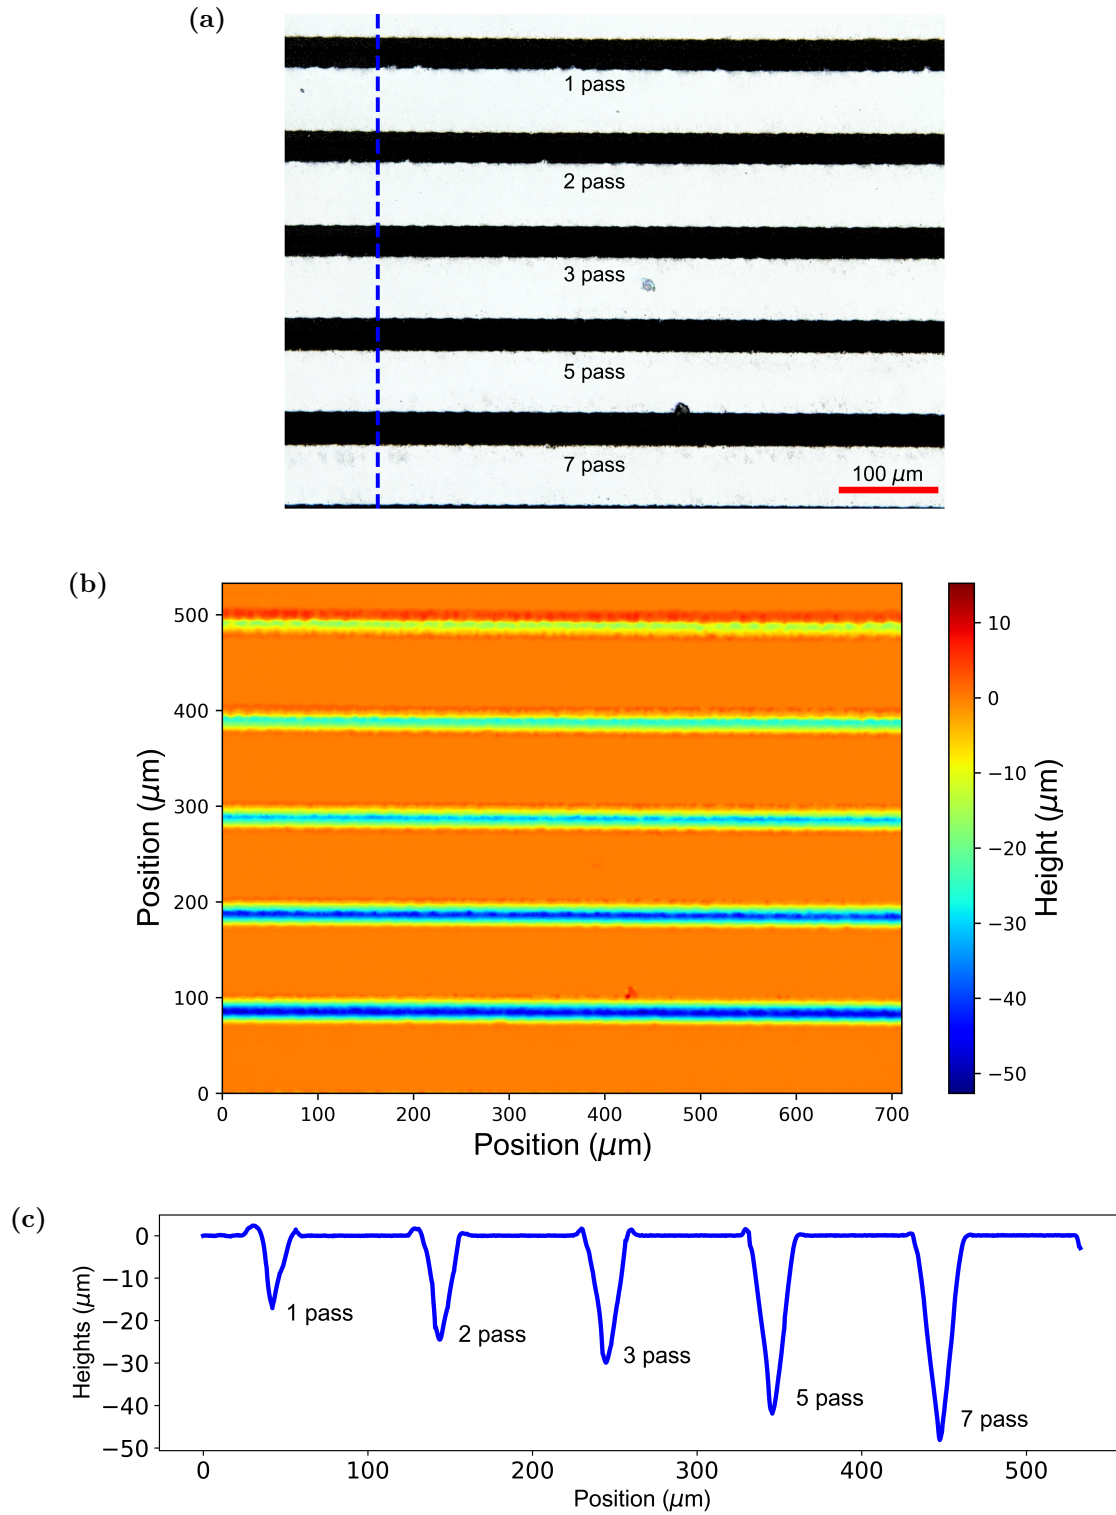 (a)
1 pass
2 pass
3 pass
5 pass
7 pass
100 μm
(b)
500
400
300
200
100
0
0 100 200 300 400 500 600 700
Position (μm)
Position (μm)
10
0
−10
−20
−30
−40
−50
Height (μm)
(c)
0
−10
−20
−30
−40
−50
Heights (μm)
1 pass
2 pass
3 pass
5 pass
7 pass
0 100 200 300 400 500
Position (μm)